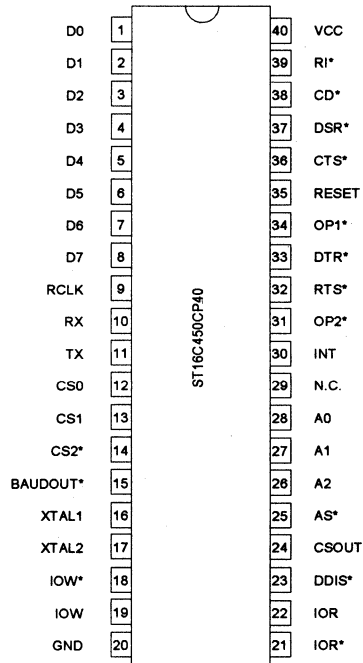 D0 1 40 VCC
D1 2 39 RI*
D2 3 38 CD*
D3 4 37 DSR*
D4 5 36 CTS*
D5 6 35 RESET
D6 7 34 OP1*
D7 8 33 DTR*
RCLK 9 32 RTS*
RX 10 31 OP2*
TX 11 30 INT
CS0 12 29 N.C.
CS1 13 28 A0
CS2* 14 27 A1
BAUDOUT* 15 26 A2
XTAL1 16 25 AS*
XTAL2 17 24 CSOUT
IOW* 18 23 DDIS*
IOW 19 22 IOR
GND 20 21 IOR*
ST16C450CP40